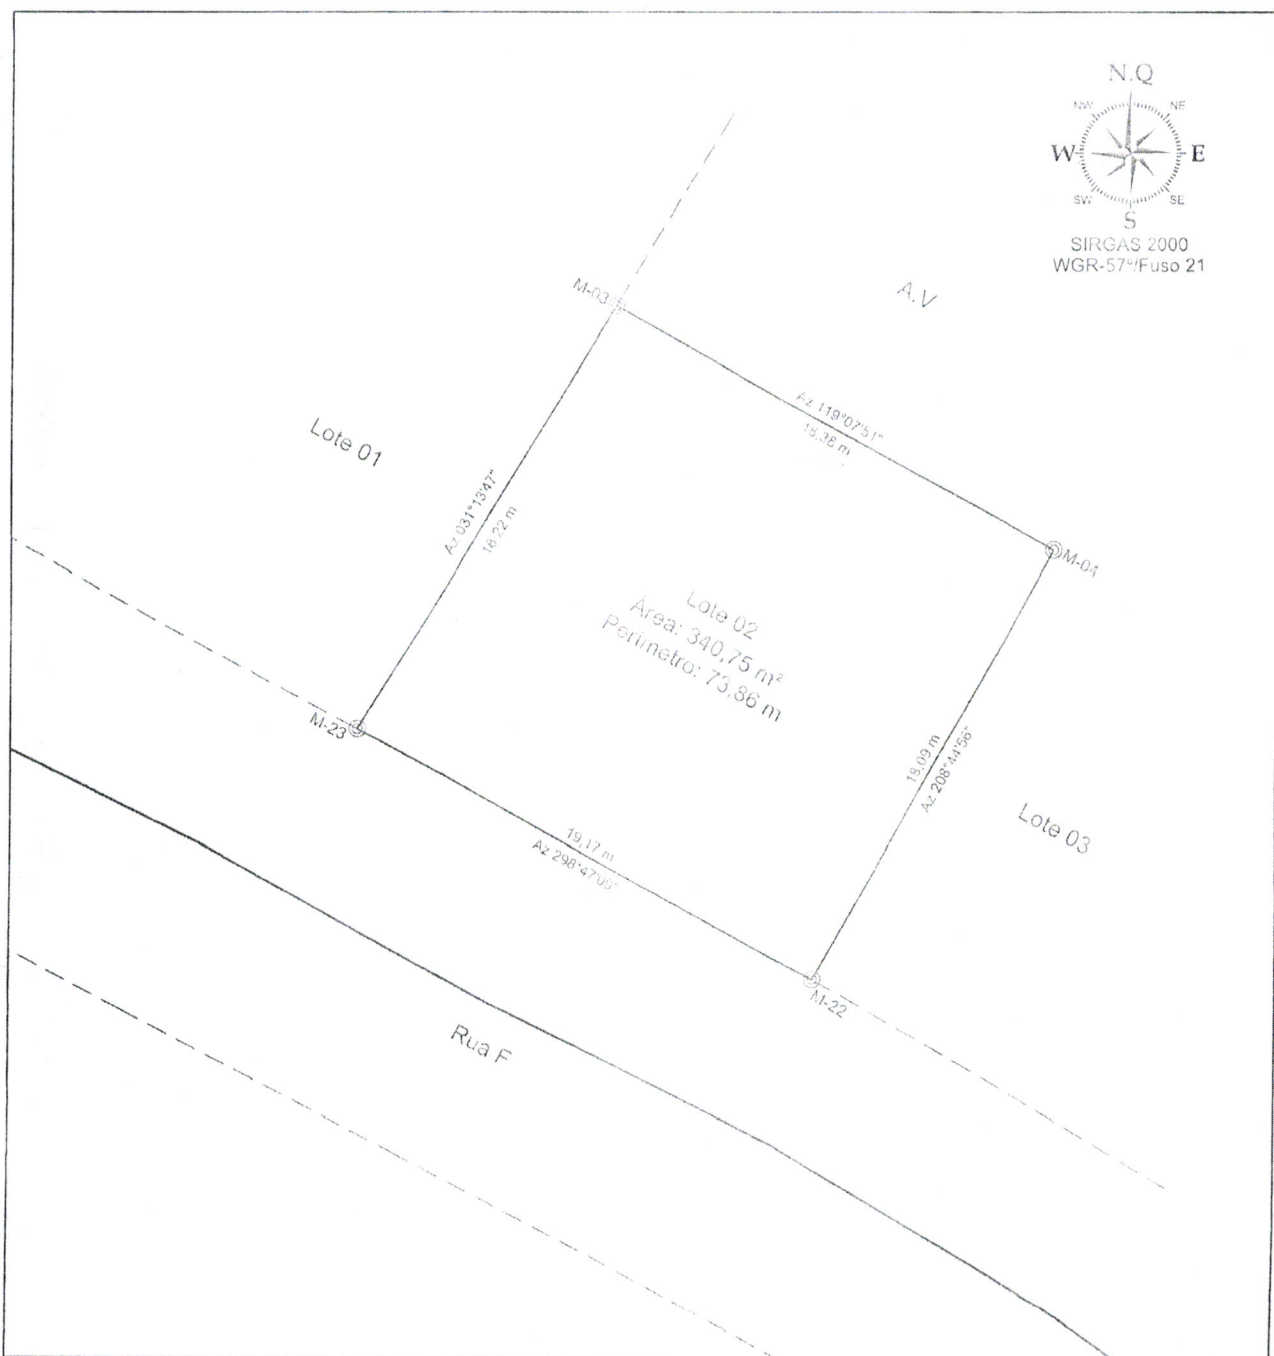 N.Q
NW
NE
W
E
SW
SE
S
SIRGAS 2000
WGR-57°/Fuso 21
M-03
A.V
Az 119°07'51"
18,38 m
Lote 01
Az 031°13'47"
18,22 m
M-04
Lote 02
Área: 340,75 m²
Perímetro: 73,86 m
M-23
18,09 m
Az 208°44'56"
Lote 03
19,17 m
Az 298°47'09"
M-22
Rua F